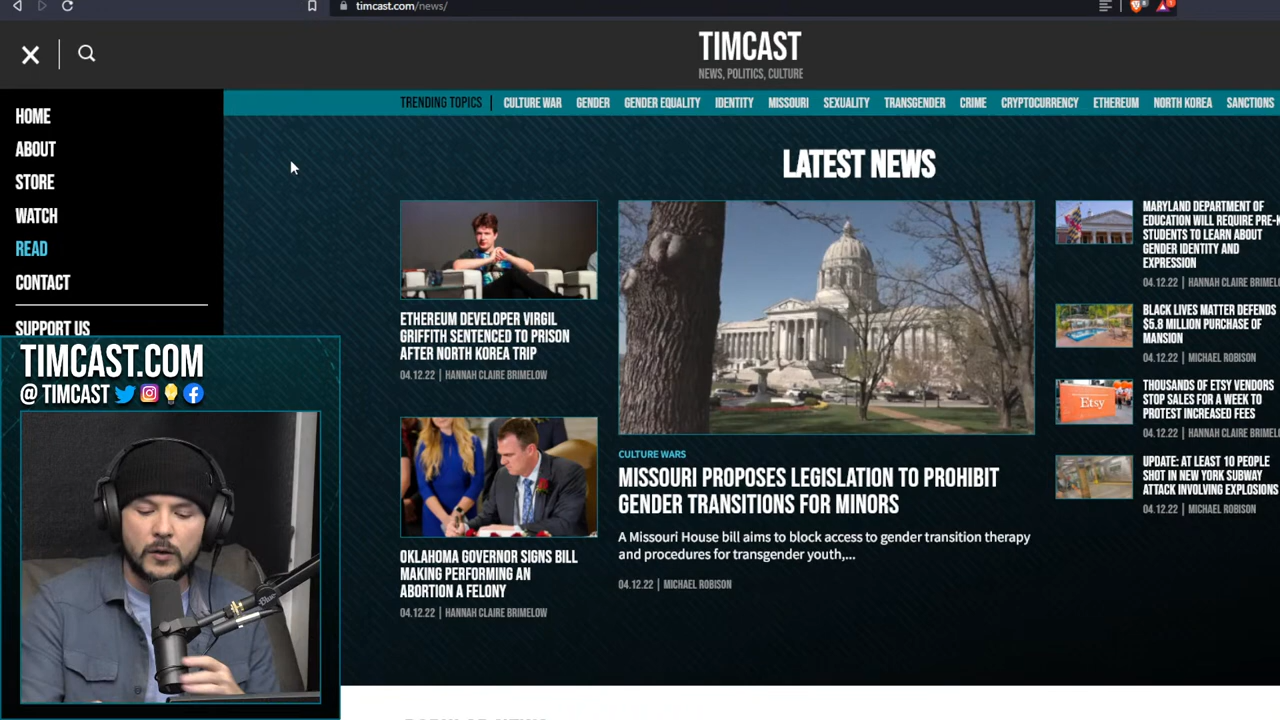 timcast.com/news/
TIMCAST
NEWS, POLITICS, CULTURE
TRENDING TOPICS | CULTURE WAR GENDER GENDER EQUALITY IDENTITY MISSOURI SEXUALITY TRANSGENDER CRIME CRYPTOCURRENCY ETHEREUM NORTH KOREA SANCTIONS
HOME
ABOUT
STORE
WATCH
READ
CONTACT
SUPPORT US
TIMCAST.COM
@ TIMCAST
LATEST NEWS
ETHEREUM DEVELOPER VIRGIL
GRIFFITH SENTENCED TO PRISON
AFTER NORTH KOREA TRIP
04.12.22 | HANNAH CLAIRE BRIMELOW
OKLAHOMA GOVERNOR SIGNS BILL
MAKING PERFORMING AN
ABORTION A FELONY
04.12.22 | HANNAH CLAIRE BRIMELOW
CULTURE WARS
MISSOURI PROPOSES LEGISLATION TO PROHIBIT
GENDER TRANSITIONS FOR MINORS
A Missouri House bill aims to block access to gender transition therapy
and procedures for transgender youth,...
04.12.22 | MICHAEL ROBISON
MARYLAND DEPARTMENT OF
EDUCATION WILL REQUIRE PRE-K
STUDENTS TO LEARN ABOUT
GENDER IDENTITY AND
EXPRESSION
04.12.22 | HANNAH CLAIRE
BLACK LIVES MATTER DEFENDS
$5.8 MILLION PURCHASE OF
MANSION
04.12.22 | MICHAEL ROBISON
Etsy
THOUSANDS OF ETSY VENDORS
STOP SALES FOR A WEEK TO
PROTEST INCREASED FEES
04.12.22 | HANNAH CLAIRE
UPDATE: AT LEAST 10 PEOPLE
SHOT IN NEW YORK SUBWAY
ATTACK INVOLVING EXPLOSIONS
04.12.22 | MICHAEL ROBISON